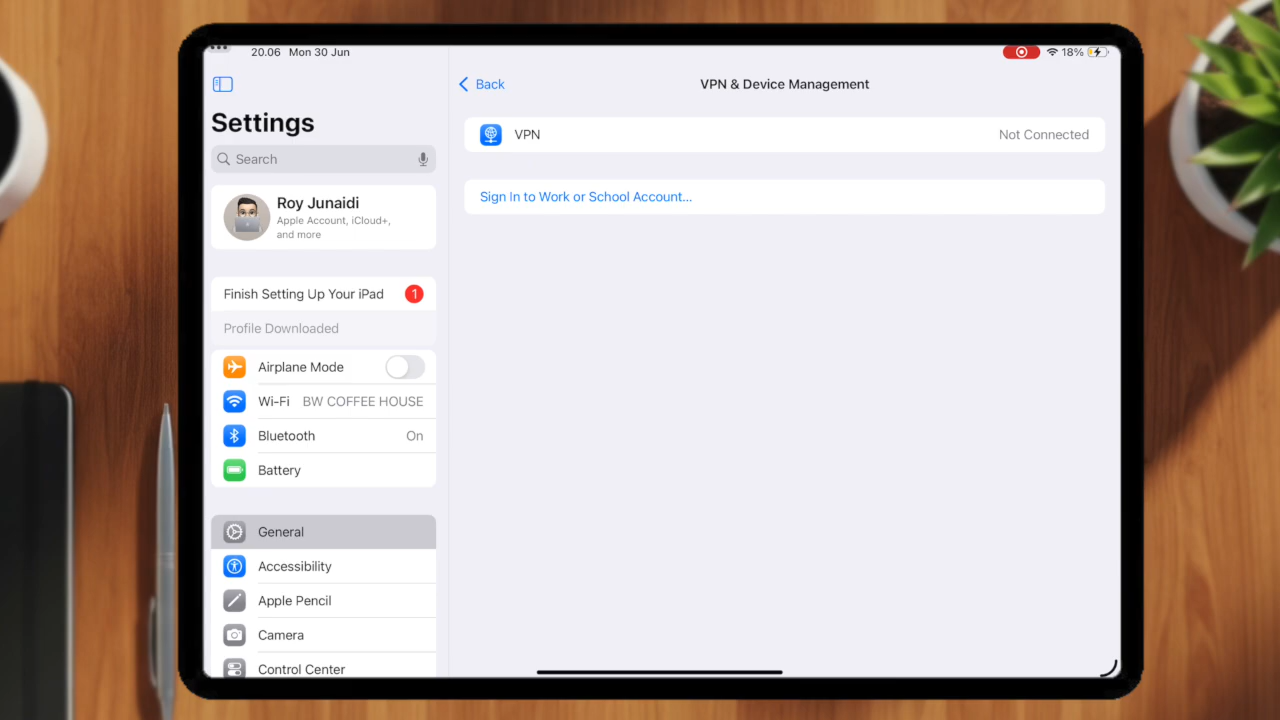 20.06 Mon 30 Jun
18%
Settings
Search
Roy Junaidi
Apple Account, iCloud+,
and more
Finish Setting Up Your iPad 1
Profile Downloaded
Airplane Mode
Wi-Fi BW COFFEE HOUSE
Bluetooth On
Battery
General
Accessibility
Apple Pencil
Camera
Control Center
Back
VPN & Device Management
VPN Not Connected
Sign In to Work or School Account...